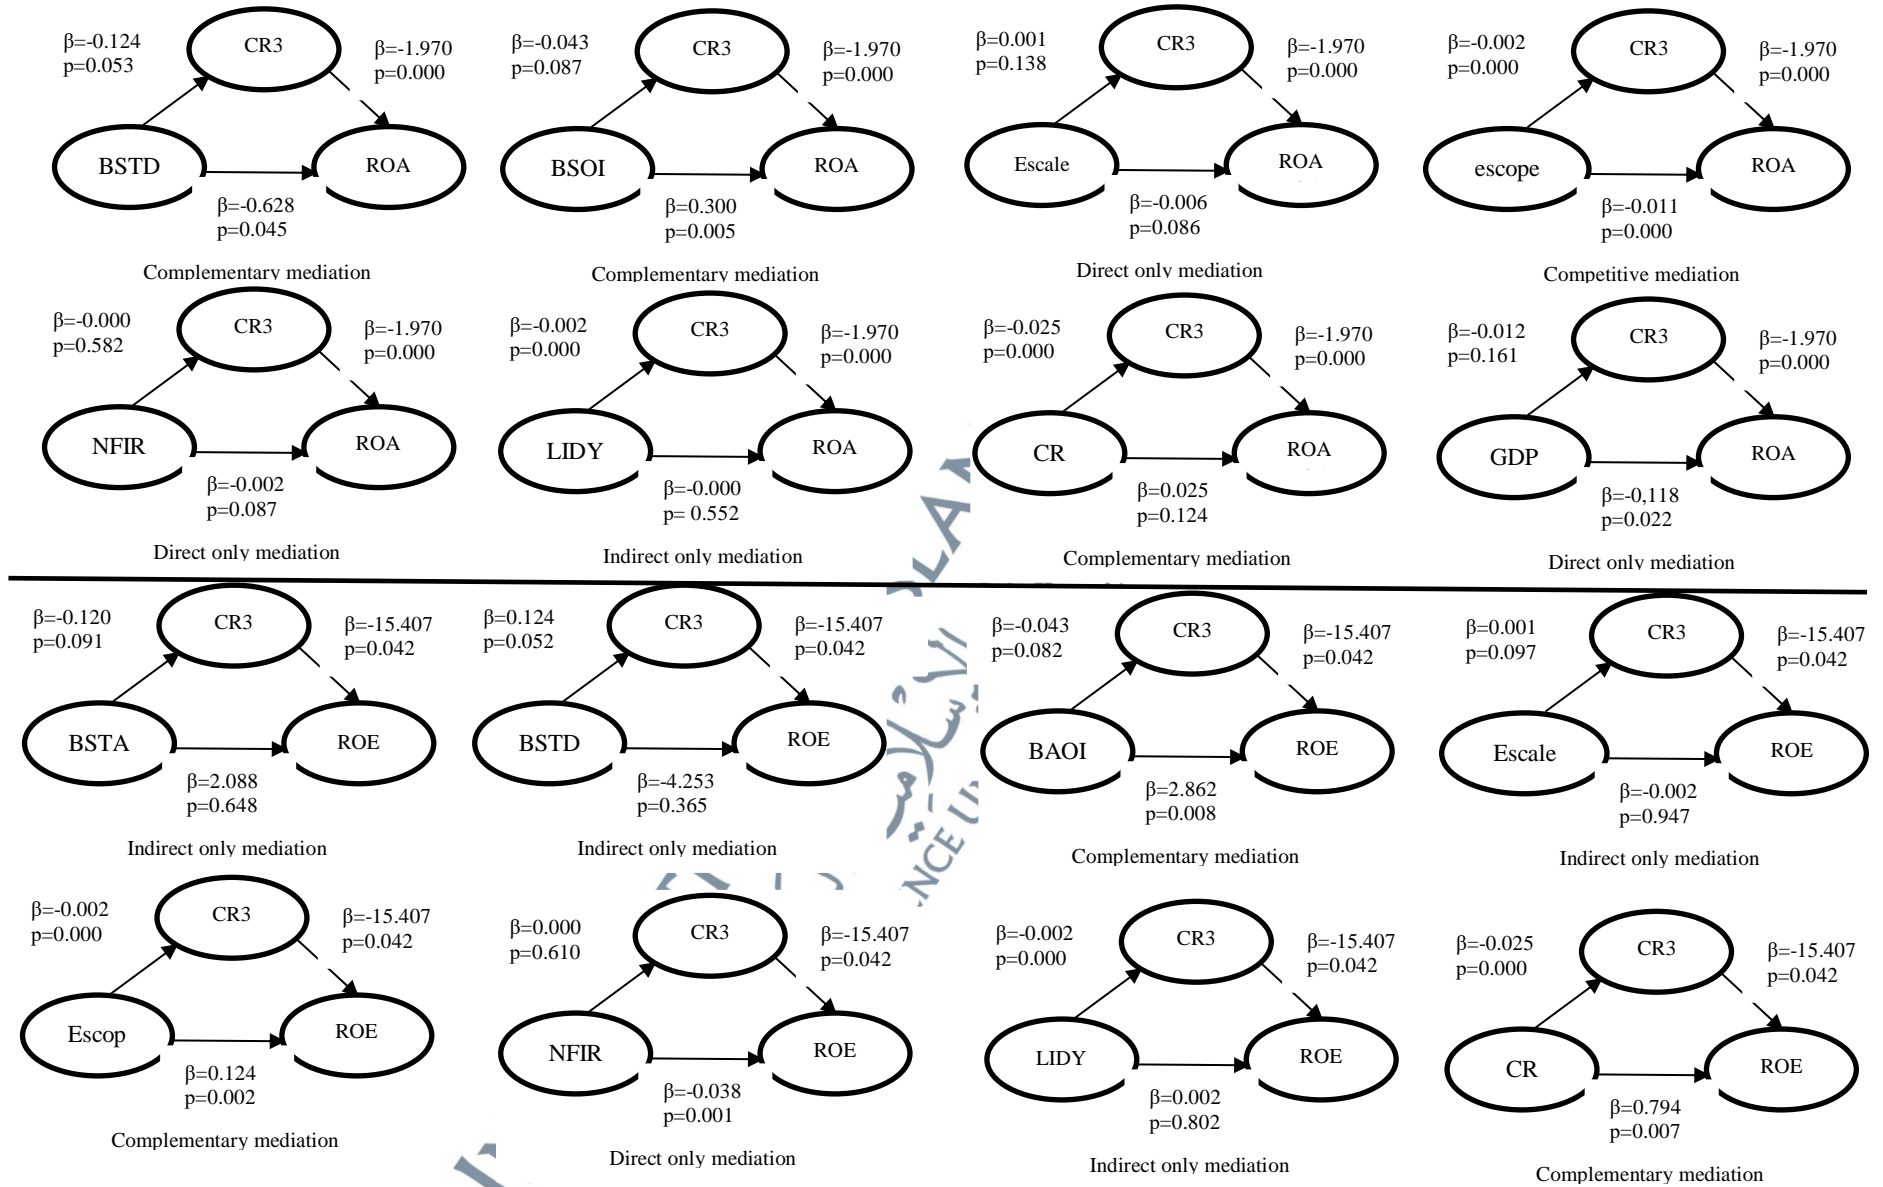 β=-0.124
p=0.053
CR3
β=-1.970
p=0.000
BSTD
ROA
β=-0.628
p=0.045
Complementary mediation
β=-0.043
p=0.087
CR3
β=-1.970
p=0.000
BSOI
ROA
β=0.300
p=0.005
Complementary mediation
β=0.001
p=0.138
CR3
β=-1.970
p=0.000
Escale
ROA
β=-0.006
p=0.086
Direct only mediation
β=-0.002
p=0.000
CR3
β=-1.970
p=0.000
escope
ROA
β=-0.011
p=0.000
Competitive mediation
β=-0.000
p=0.582
CR3
β=-1.970
p=0.000
NFIR
ROA
β=-0.002
p=0.087
Direct only mediation
β=-0.002
p=0.000
CR3
β=-1.970
p=0.000
LIDY
ROA
β=-0.000
p= 0.552
Indirect only mediation
β=-0.025
p=0.000
CR3
β=-1.970
p=0.000
CR
ROA
β=0.025
p=0.124
Complementary mediation
β=-0.012
p=0.161
CR3
β=-1.970
p=0.000
GDP
ROA
β=-0,118
p=0.022
Direct only mediation
β=-0.120
p=0.091
CR3
β=-15.407
p=0.042
BSTA
ROE
β=2.088
p=0.648
Indirect only mediation
β=0.124
p=0.052
CR3
β=-15.407
p=0.042
BSTD
ROE
β=-4.253
p=0.365
Indirect only mediation
β=-0.043
p=0.082
CR3
β=-15.407
p=0.042
BAOI
ROE
β=2.862
p=0.008
Complementary mediation
β=0.001
p=0.097
CR3
β=-15.407
p=0.042
Escale
ROE
β=-0.002
p=0.947
Indirect only mediation
β=-0.002
p=0.000
CR3
β=-15.407
p=0.042
Escop
ROE
β=0.124
p=0.002
Complementary mediation
β=0.000
p=0.610
CR3
β=-15.407
p=0.042
NFIR
ROE
β=-0.038
p=0.001
Direct only mediation
β=-0.002
p=0.000
CR3
β=-15.407
p=0.042
LIDY
ROE
β=0.002
p=0.802
Indirect only mediation
β=-0.025
p=0.000
CR3
β=-15.407
p=0.042
CR
ROE
β=0.794
p=0.007
Complementary mediation